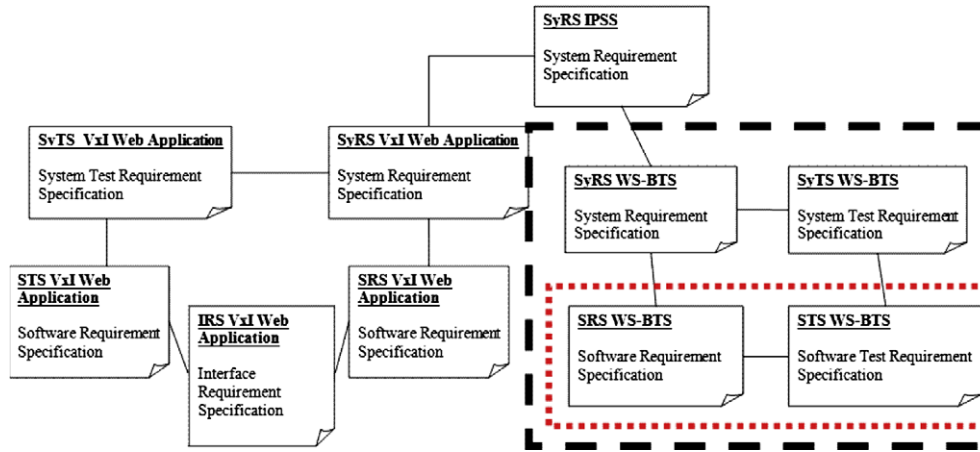 SyRS IPSS
System Requirement
Specification
SyTS VxI Web Application
System Test Requirement
Specification
SyRS VxI Web Application
System Requirement
Specification
SyRS WS-BTS
System Requirement
Specification
SyTS WS-BTS
System Test Requirement
Specification
STS VxI Web
Application
Software Requirement
Specification
IRS VxI Web
Application
Interface
Requirement
Specification
SRS VxI Web
Application
Software Requirement
Specification
SRS WS-BTS
Software Requirement
Specification
STS WS-BTS
Software Test Requirement
Specification